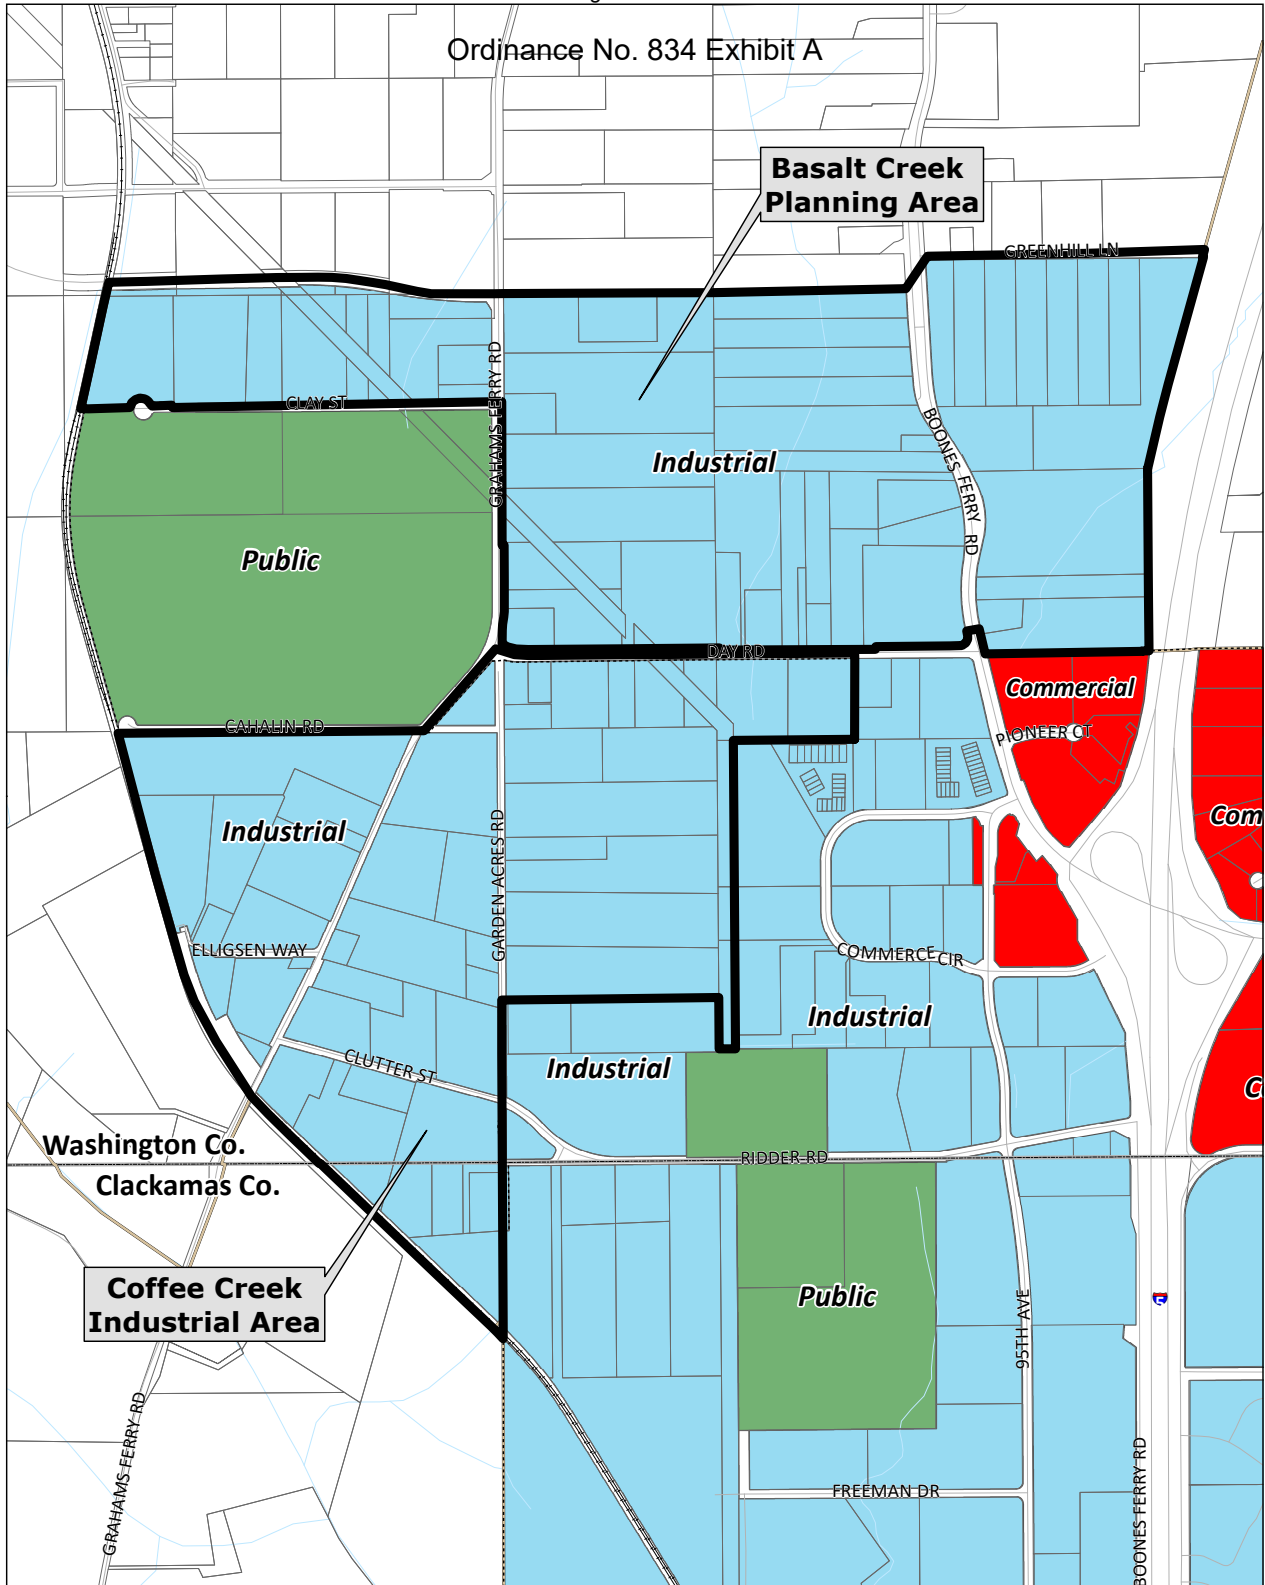 Ordinance No. 834 Exhibit A
Basalt Creek
Planning Area
GREENHILL LN
GRAHAMS FERRY RD
CLAY ST
BOONES FERRY RD
Industrial
Public
DAY RD
Commercial
CAHALIN RD
PIONEER CT
Com
Industrial
GARDEN ACRES RD
ELLIGSEN WAY
COMMERCE CIR
Industrial
CLUTTER ST
Industrial
Washington Co.
RIDDER RD
Clackamas Co.
Coffee Creek
Industrial Area
Public
95TH AVE
5
GRAHAMS FERRY RD
FREEMAN DR
BOONES FERRY RD